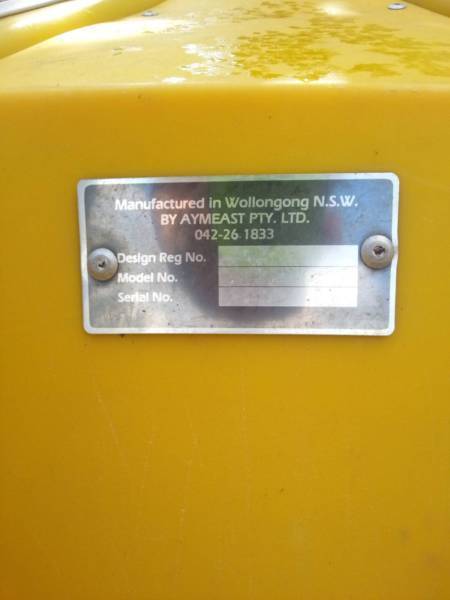 Manufactured in Wollongong N.S.W.
BY AYMEAST PTY. LTD.
042-26 1833
Design Reg No.
Model No.
Serial No.